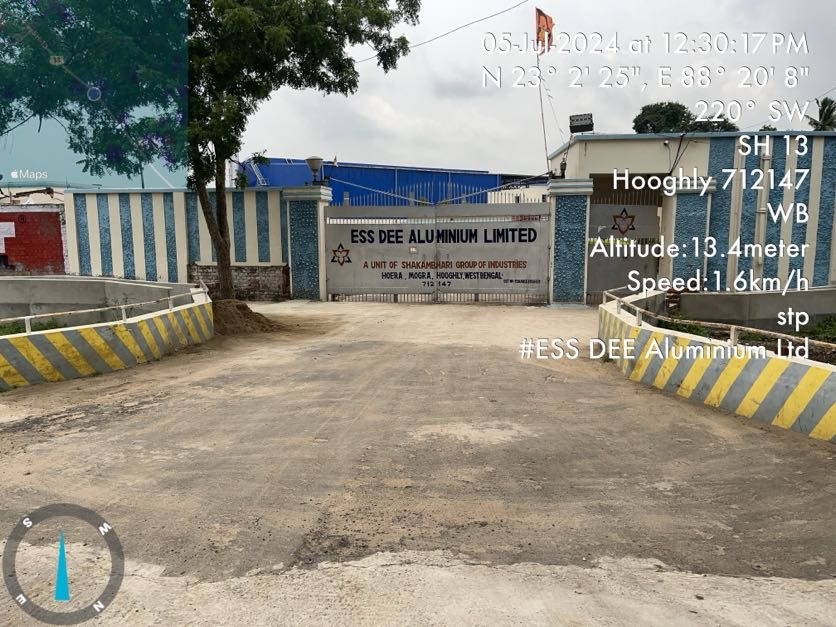 05-Jul-2024 at 12:30:17 PM
N 23° 2' 25", E 88° 20' 8"
220° SW
SH 13
Hooghly 712147
WB
Altitude:13.4meter
Speed:1.6km/h
stp
#ESS DEE Aluminium Ltd
Maps
ESS DEE ALUMINIUM LIMITED
A UNIT OF SHAKAMBHARI GROUP OF INDUSTRIES
HOERA, MOGRA, HOOGHLY, WEST BENGAL
712147
S
W
E
N